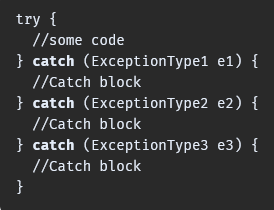 try {
  //some code
} catch (ExceptionType1 e1) {
  //Catch block
} catch (ExceptionType2 e2) {
  //Catch block
} catch (ExceptionType3 e3) {
  //Catch block
}